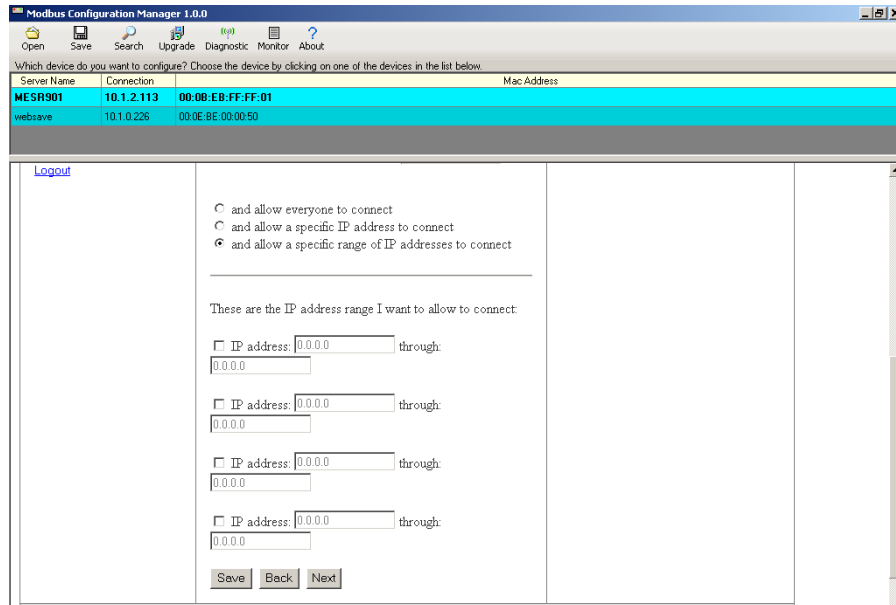 Modbus Configuration Manager 1.0.0
Open Save Search Upgrade Diagnostic Monitor About
Which device do you want to configure? Choose the device by clicking on one of the devices in the list below.
Server Name Connection Mac Address
MESR901 10.1.2.113 00:0B:EB:FF:FF:01
websave 10.1.0.226 00:0E:BE:00:00:50
Logout
and allow everyone to connect
and allow a specific IP address to connect
and allow a specific range of IP addresses to connect
These are the IP address range I want to allow to connect:
IP address: 0.0.0.0 through:
0.0.0.0
IP address: 0.0.0.0 through:
0.0.0.0
IP address: 0.0.0.0 through:
0.0.0.0
IP address: 0.0.0.0 through:
0.0.0.0
Save Back Next